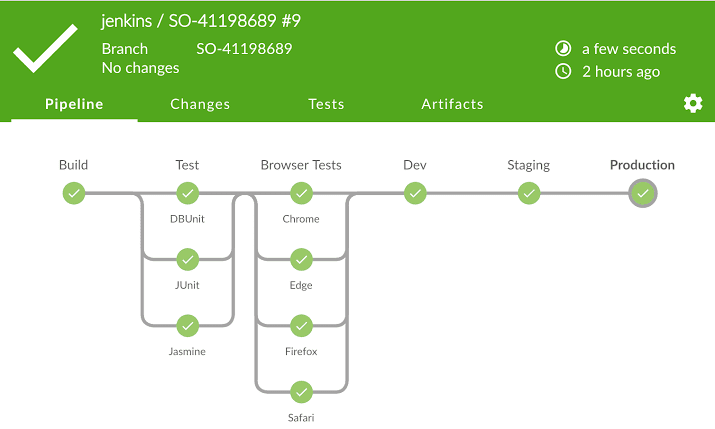 jenkins / SO-41198689 #9
Branch SO-41198689
No changes
a few seconds
2 hours ago
Pipeline Changes Tests Artifacts
Build Test Browser Tests Dev Staging Production
DBUnit Chrome
JUnit Edge
Jasmine Firefox
Safari